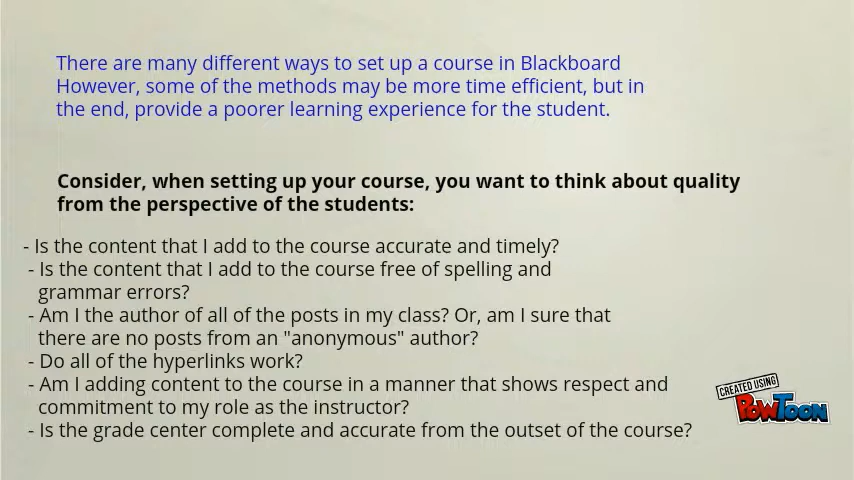 There are many different ways to set up a course in Blackboard
However, some of the methods may be more time efficient, but in
the end, provide a poorer learning experience for the student.
Consider, when setting up your course, you want to think about quality
from the perspective of the students:
- Is the content that I add to the course accurate and timely?
- Is the content that I add to the course free of spelling and
grammar errors?
- Am I the author of all of the posts in my class? Or, am I sure that
there are no posts from an "anonymous" author?
- Do all of the hyperlinks work?
- Am I adding content to the course in a manner that shows respect and
commitment to my role as the instructor?
- Is the grade center complete and accurate from the outset of the course?
CREATED USING
POWTOON